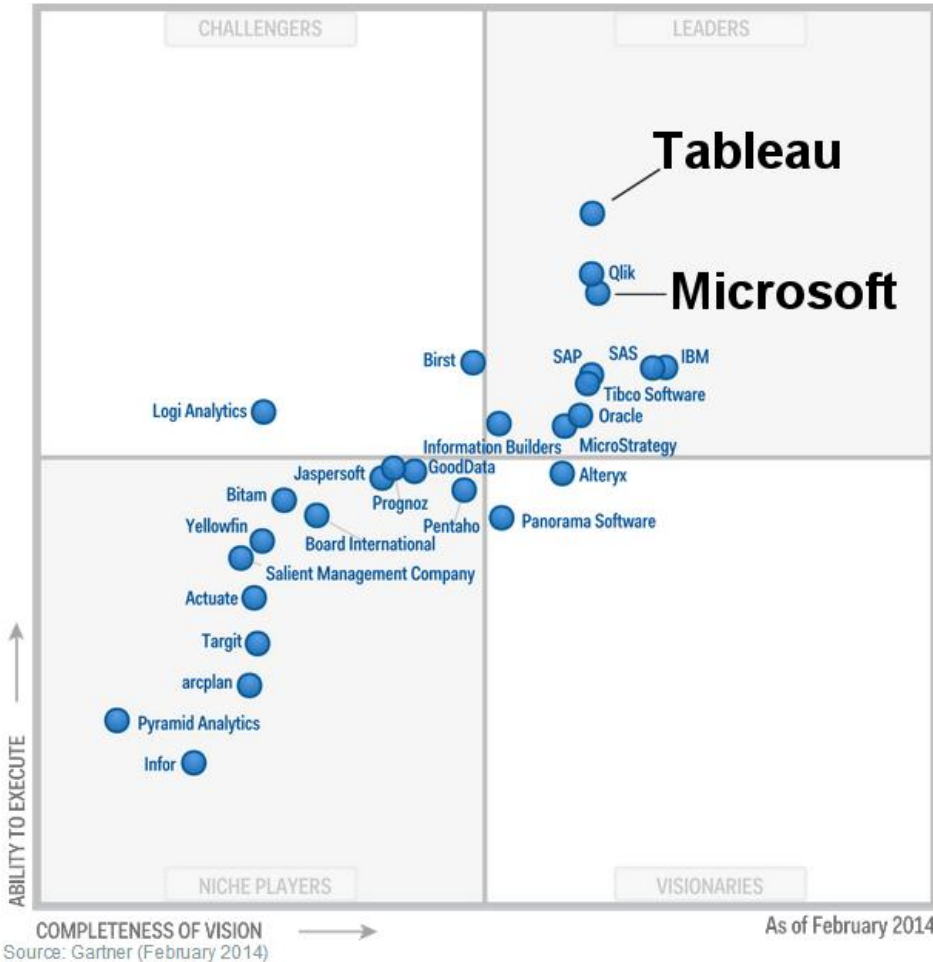 CHALLENGERS
LEADERS
Tableau
Qlik
Microsoft
Birst
SAP
SAS
IBM
Tibco Software
Logi Analytics
Oracle
Information Builders
MicroStrategy
Jaspersoft
GoodData
Alteryx
Prognoz
Bitam
Pentaho
Panorama Software
Yellowfin
Board International
Salient Management Company
Actuate
Targit
arcplan
Pyramid Analytics
Infor
ABILITY TO EXECUTE
NICHE PLAYERS
VISIONARIES
COMPLETENESS OF VISION
As of February 2014
Source: Gartner (February 2014)